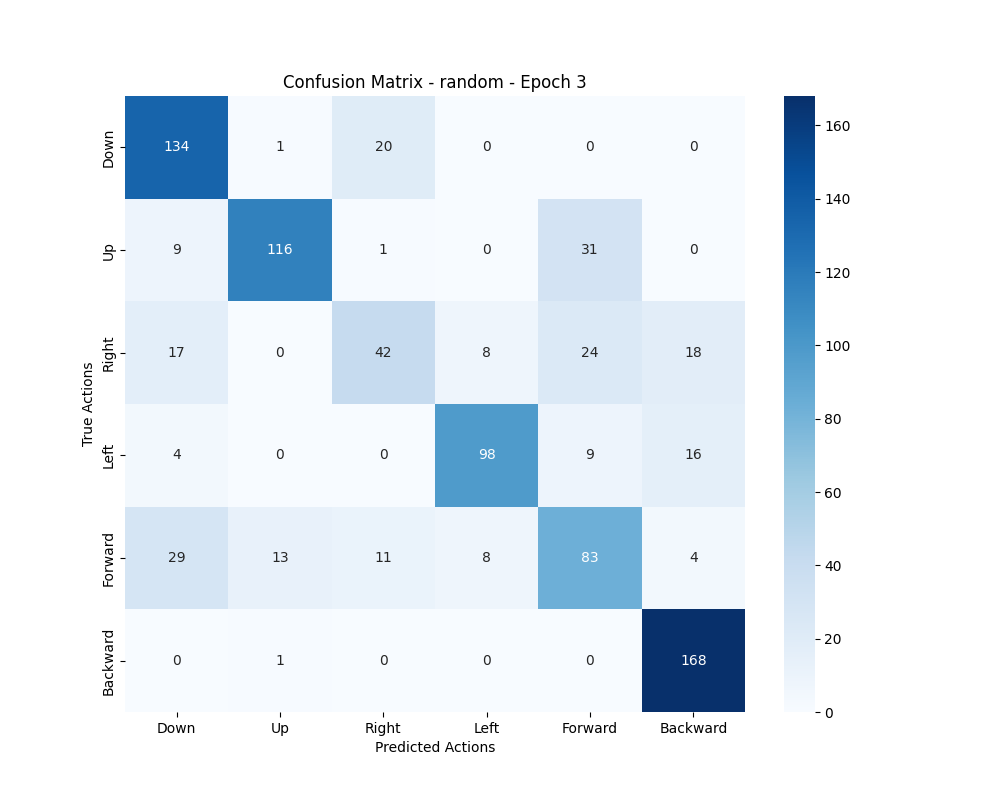 Confusion Matrix - random - Epoch 3
True Actions
Down 134 1 20 0 0 0
Up 9 116 1 0 31 0
Right 17 0 42 8 24 18
Left 4 0 0 98 9 16
Forward 29 13 11 8 83 4
Backward 0 1 0 0 0 168
Down Up Right Left Forward Backward
Predicted Actions
160
140
120
100
80
60
40
20
0